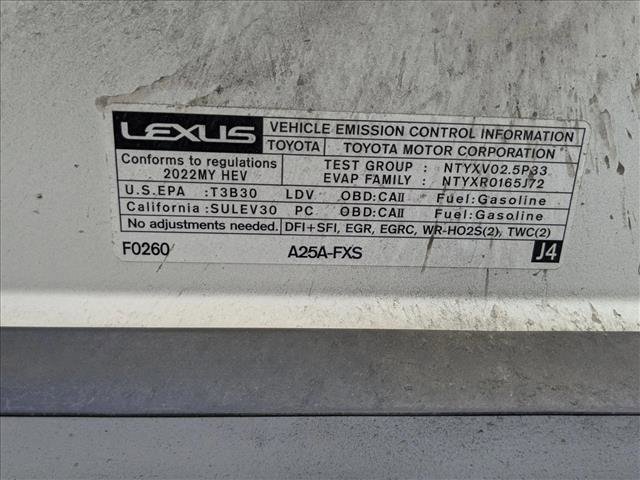 LEXUS VEHICLE EMISSION CONTROL INFORMATION
TOYOTA TOYOTA MOTOR CORPORATION
Conforms to regulations TEST GROUP : NTYXV02.5P33
2022MY HEV EVAP FAMILY : NTYXR0165J72
U.S.EPA :T3B30 LDV OBD:CAII Fuel:Gasoline
California :SULEV30 PC OBD:CAII Fuel:Gasoline
No adjustments needed. DFI+SFI, EGR, EGRC, WR-HO2S(2), TWC(2)
F0260 A25A-FXS J4